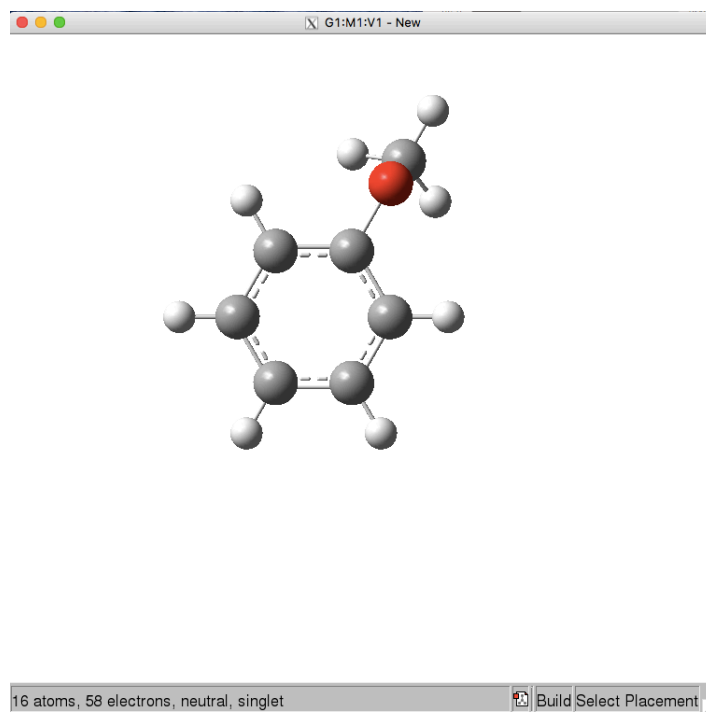 G1:M1:V1 - New
16 atoms, 58 electrons, neutral, singlet Build Select Placement